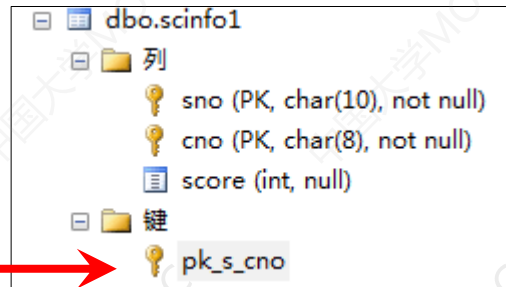 dbo.scinfo1
列
sno (PK, char(10), not null)
cno (PK, char(8), not null)
score (int, null)
键
pk_s_cno